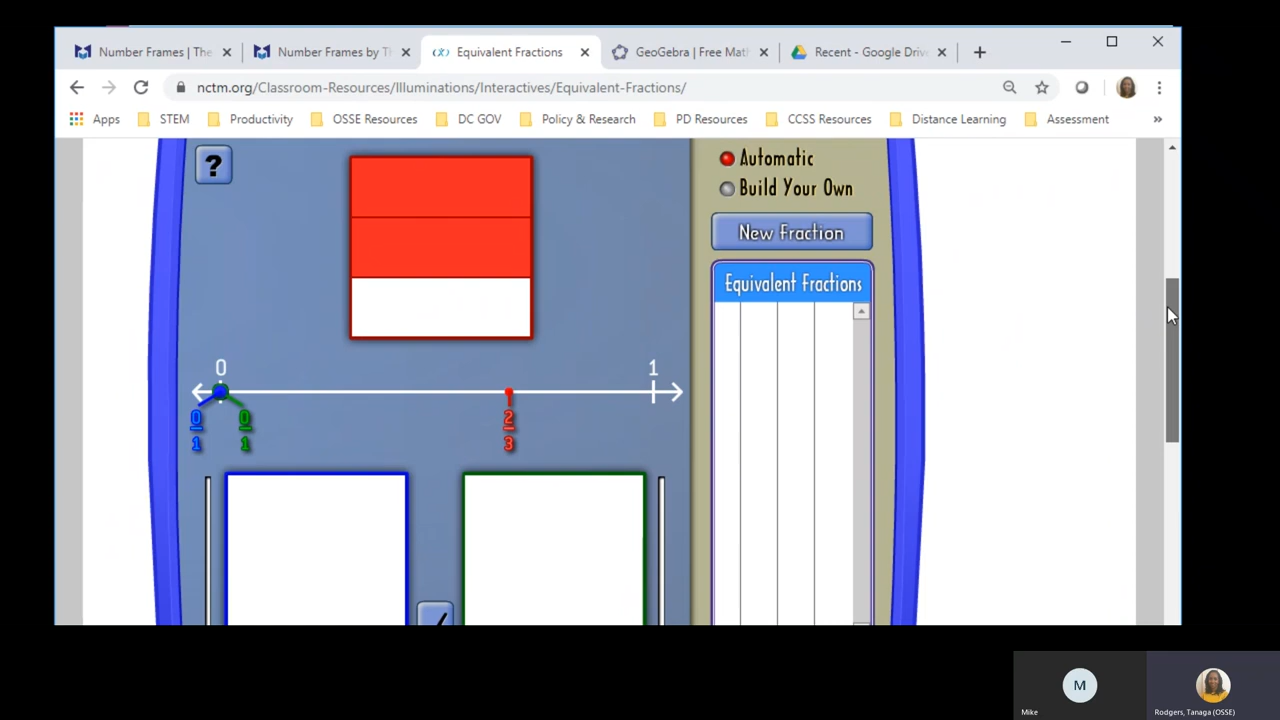 Number Frames | The
Number Frames by Th
Equivalent Fractions
GeoGebra | Free Math
Recent - Google Drive
nctm.org/Classroom-Resources/Illuminations/Interactives/Equivalent-Fractions/
Apps
STEM
Productivity
OSSE Resources
DC GOV
Policy & Research
PD Resources
CCSS Resources
Distance Learning
Assessment
»
?
Automatic
Build Your Own
New Fraction
Equivalent Fractions
0
1
0
1
0
1
2
3
M
Mike
Rodgers, Tanaga (OSSE)